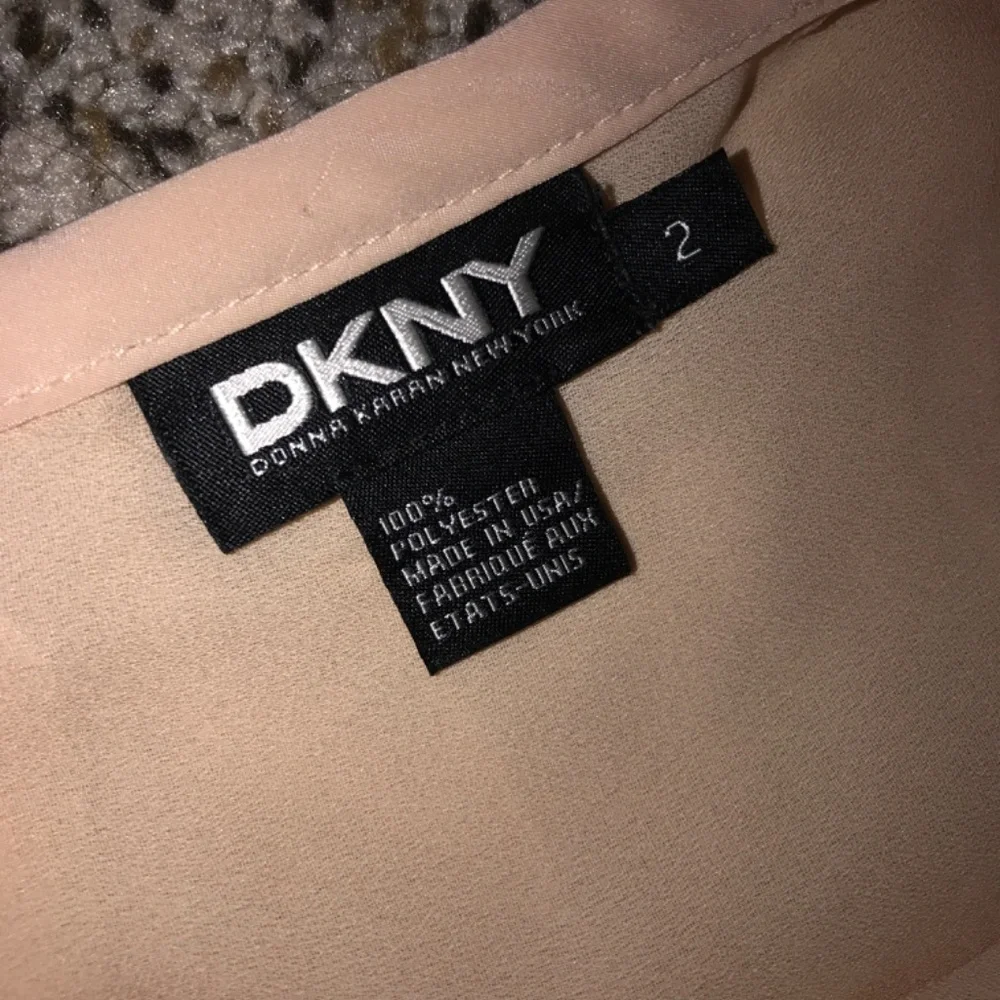 DKNY
DONNA KARAN NEW YORK
2
100%
POLYESTER
MADE IN USA/
FABRIQUÉ AUX
ETATS-UNIS